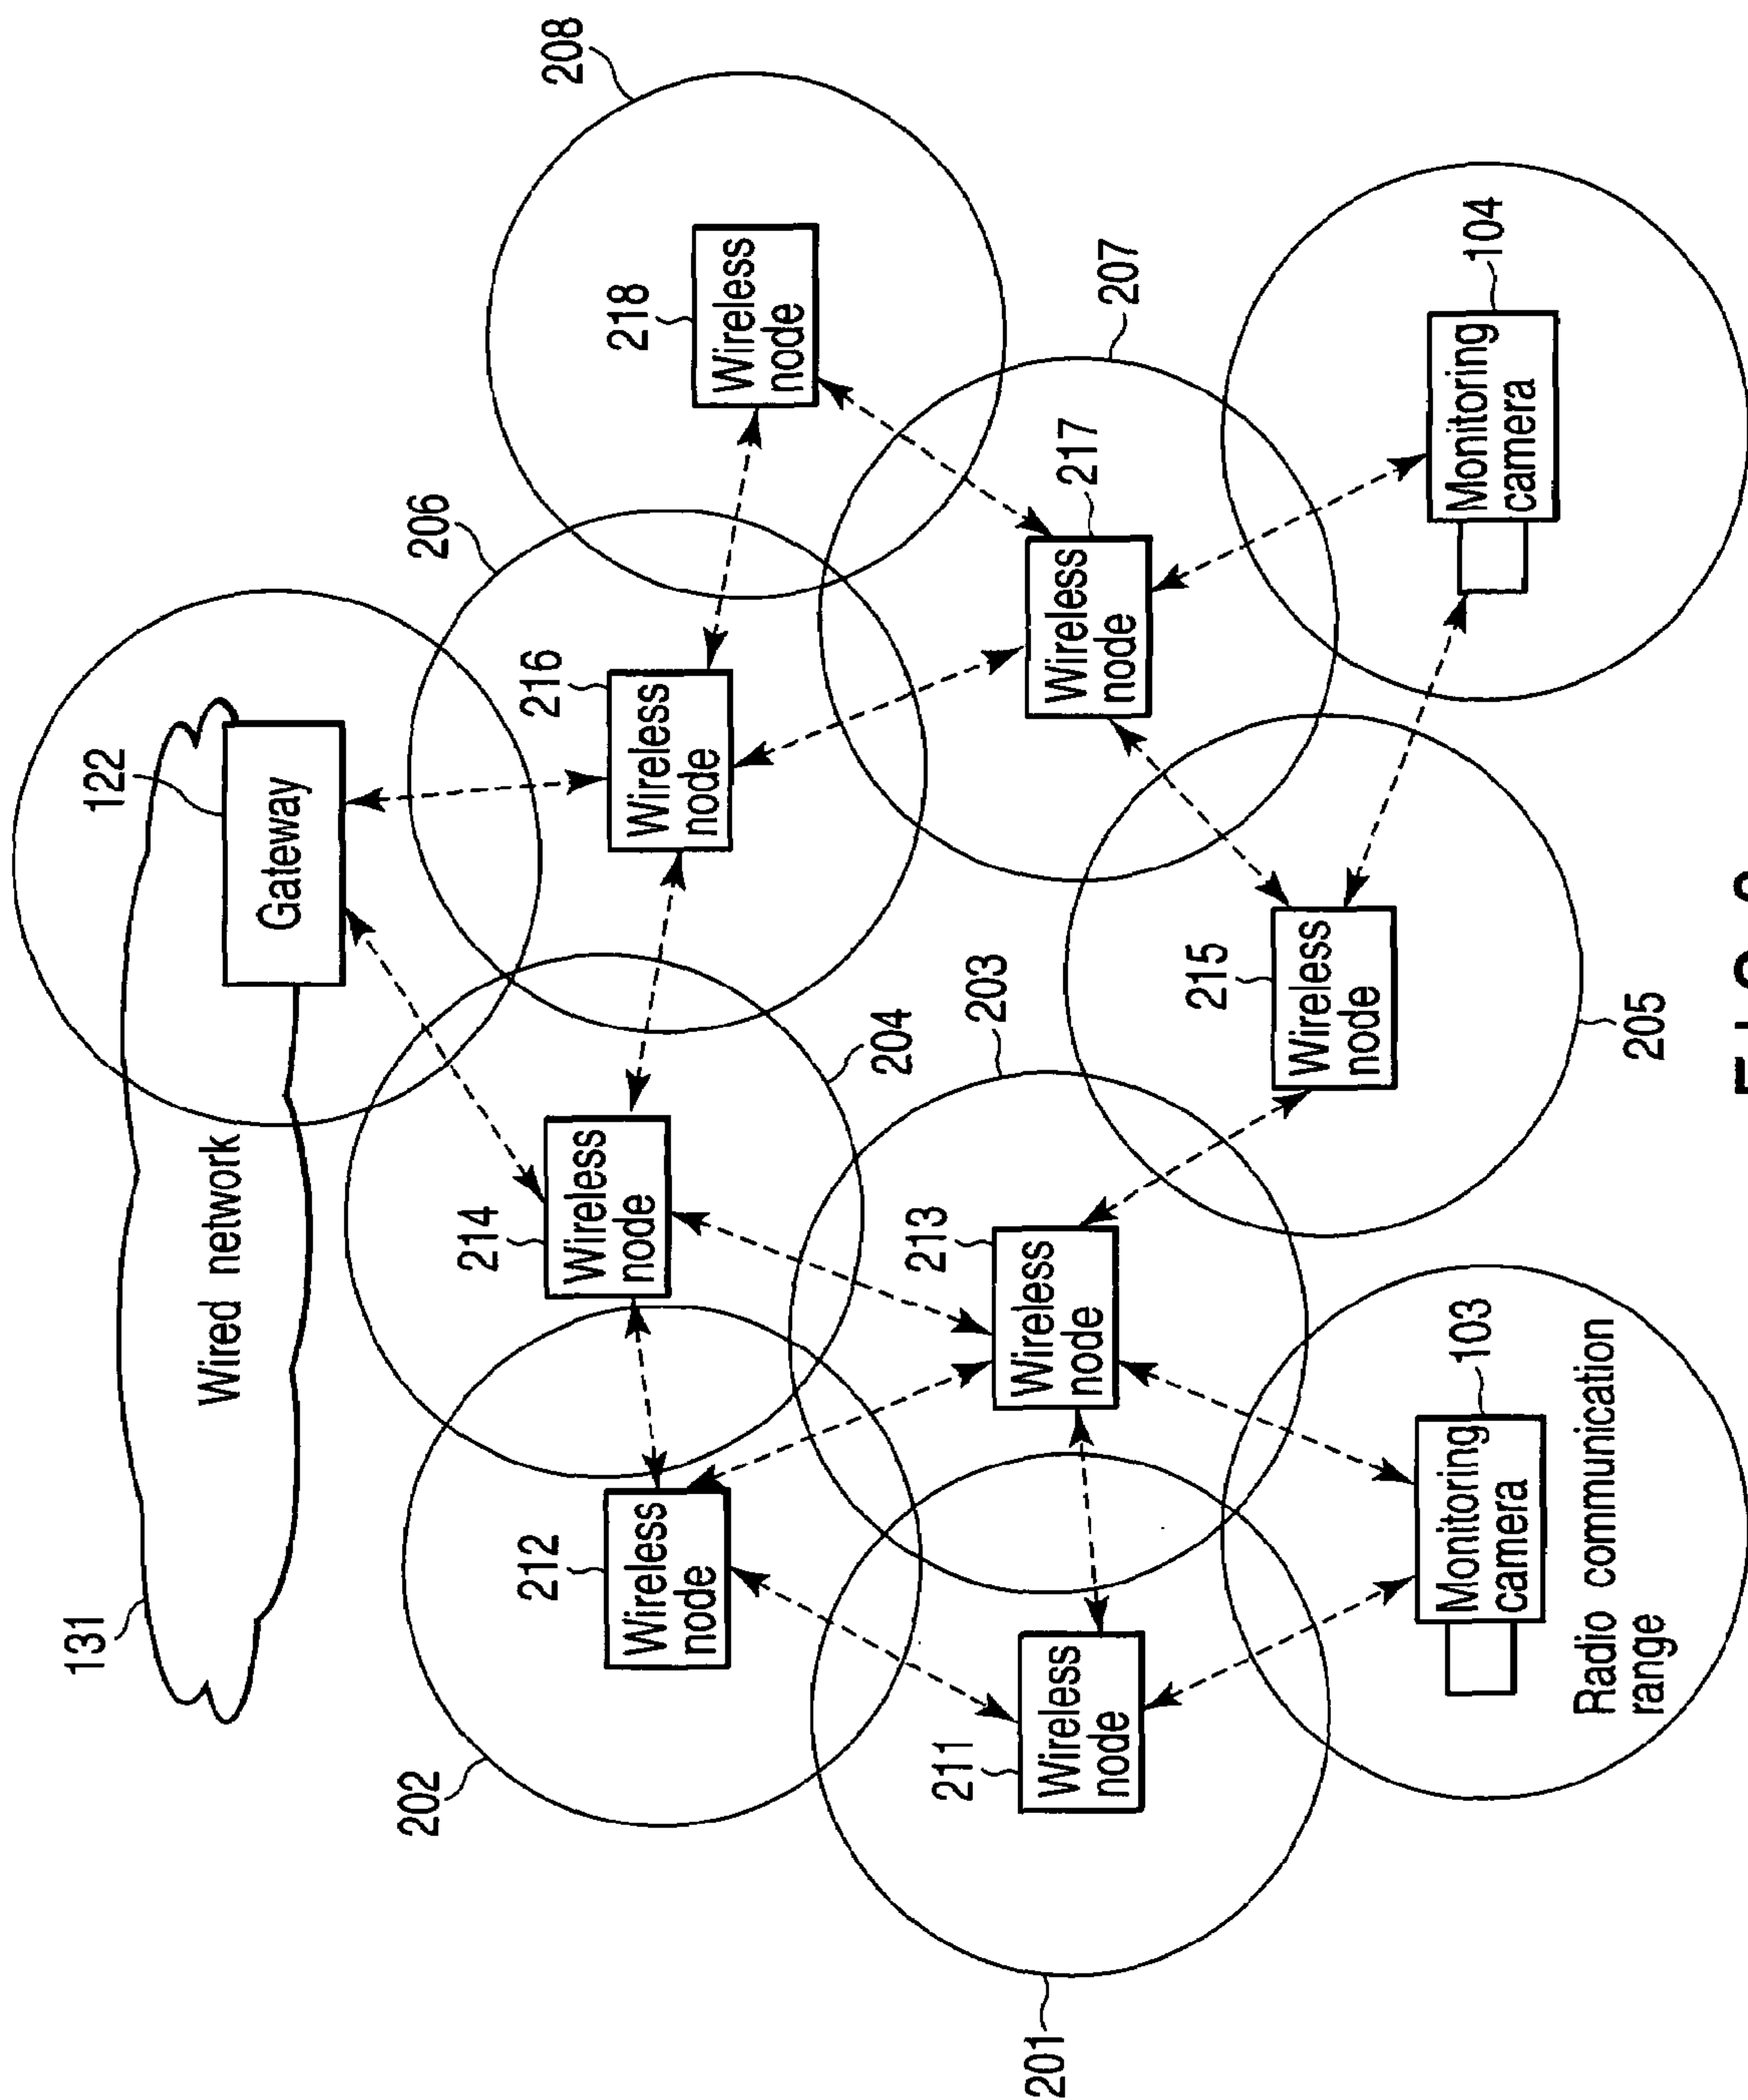 131
122
Wired network
Gateway
202
206
208
214
Wireless
node
212
Wireless
node
216
Wireless
node
218
Wireless
node
204
203
201
211
Wireless
node
213
Wireless
node
217
Wireless
node
207
215
Wireless
node
103
Monitoring
camera
104
Monitoring
camera
Radio communication
range
205